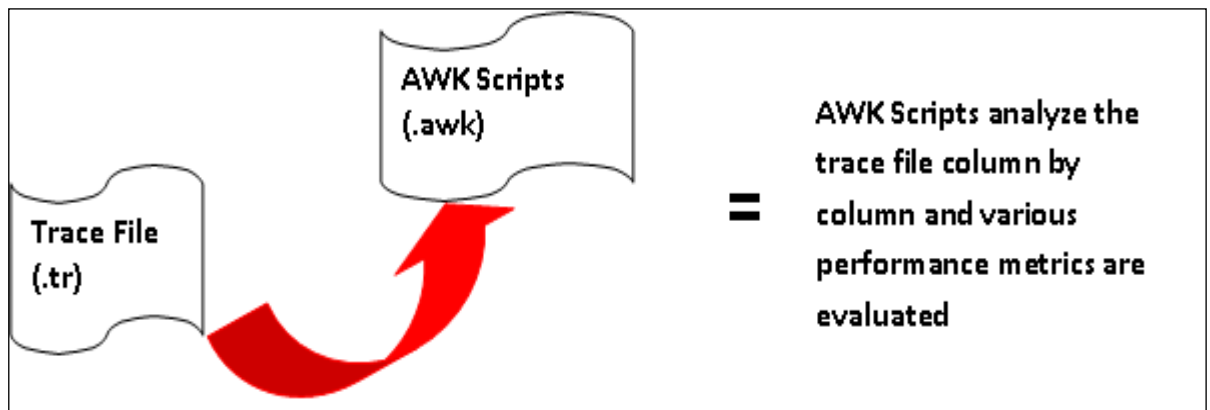 AWK Scripts
(.awk)
Trace File
(.tr)
=
AWK Scripts analyze the
trace file column by
column and various
performance metrics are
evaluated